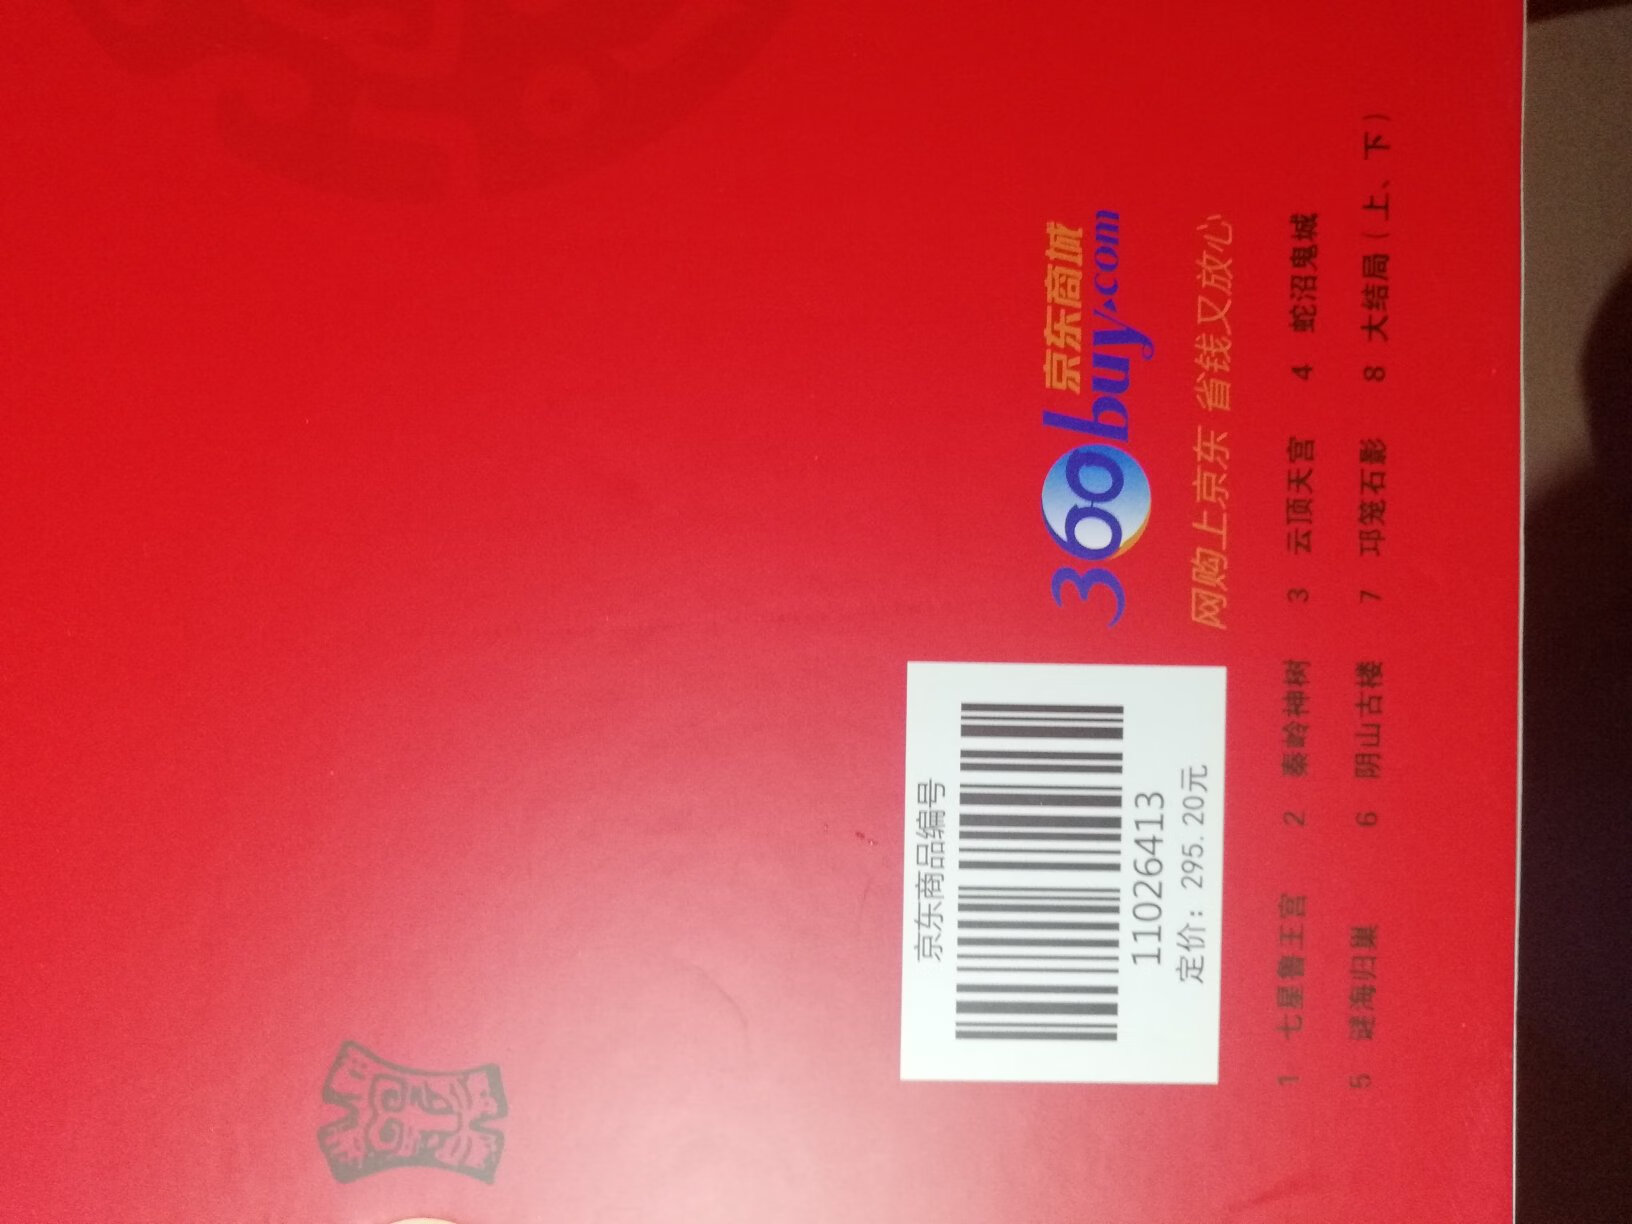 京东商品编号
11026413
定价: 295.20元
京东商城
360buy.com
网购上京东 省钱又放心
1 七星鲁王宫 2 秦岭神树 3 云顶天宫 4 蛇沼鬼城
5 谜海归巢 6 阴山古楼 7 邛笼石影 8 大结局(上、下)